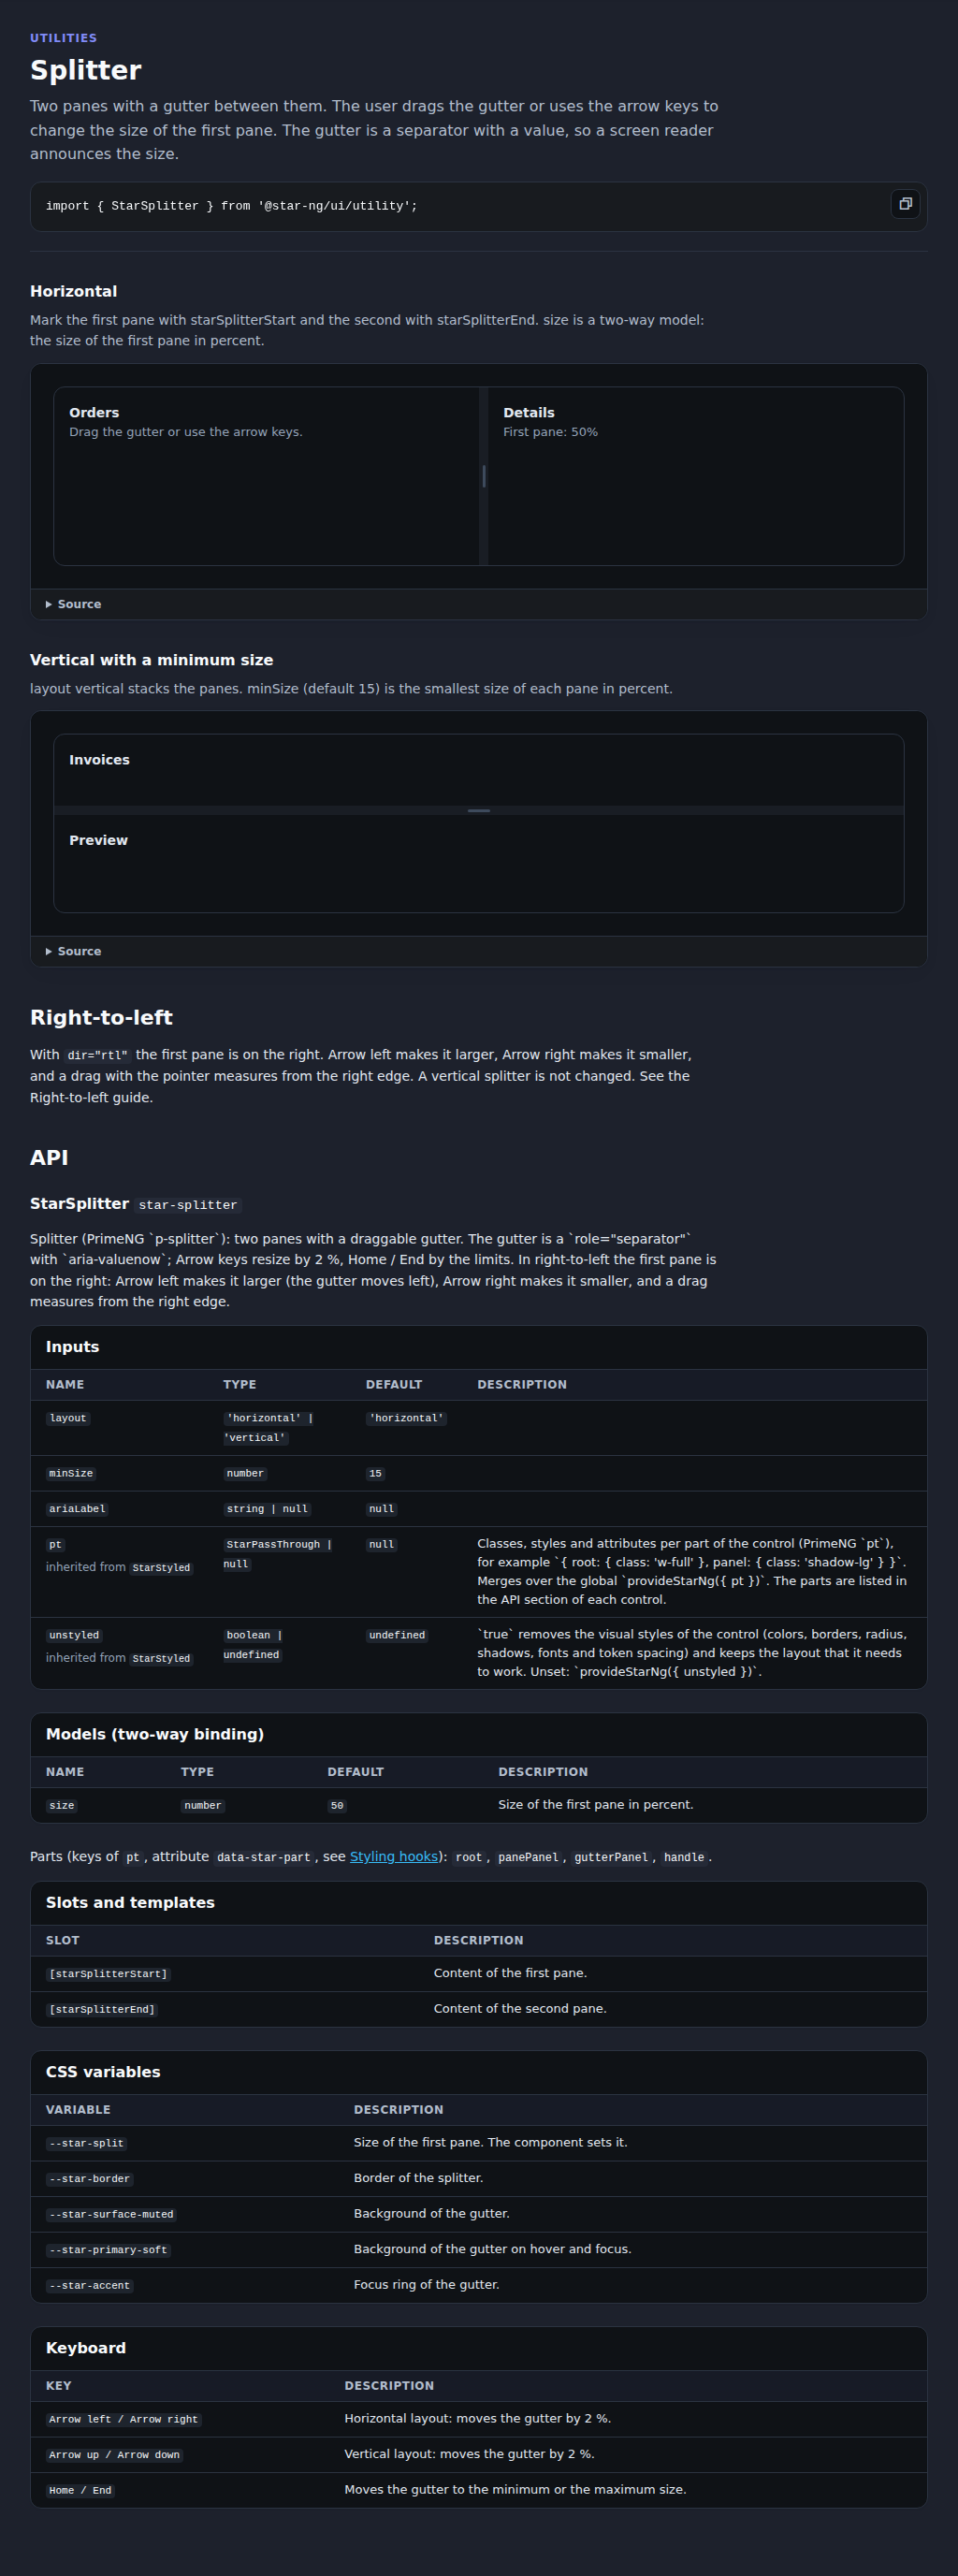 UTILITIES
Splitter
Two panes with a gutter between them. The user drags the gutter or uses the arrow keys to
change the size of the first pane. The gutter is a separator with a value, so a screen reader
announces the size.
import { StarSplitter } from '@star-ng/ui/utility';
Horizontal
Mark the first pane with starSplitterStart and the second with starSplitterEnd. size is a two-way model:
the size of the first pane in percent.
Orders
Drag the gutter or use the arrow keys.
Details
First pane: 50%
Source
Vertical with a minimum size
layout vertical stacks the panes. minSize (default 15) is the smallest size of each pane in percent.
Invoices
Preview
Source
Right-to-left
With dir="rtl" the first pane is on the right. Arrow left makes it larger, Arrow right makes it smaller,
and a drag with the pointer measures from the right edge. A vertical splitter is not changed. See the
Right-to-left guide.
API
StarSplitter star-splitter
Splitter (PrimeNG `p-splitter`): two panes with a draggable gutter. The gutter is a `role="separator"`
with `aria-valuenow`; Arrow keys resize by 2 %, Home / End by the limits. In right-to-left the first pane is
on the right: Arrow left makes it larger (the gutter moves left), Arrow right makes it smaller, and a drag
measures from the right edge.
Inputs
NAME TYPE DEFAULT DESCRIPTION
layout 'horizontal' | 'horizontal'
'vertical'
minSize number 15
ariaLabel string | null null
pt StarPassThrough | null Classes, styles and attributes per part of the control (PrimeNG `pt`),
inherited from StarStyled null for example `{ root: { class: 'w-full' }, panel: { class: 'shadow-lg' } }`.
Merges over the global `provideStarNg({ pt })`. The parts are listed in
the API section of each control.
unstyled boolean | undefined `true` removes the visual styles of the control (colors, borders, radius,
inherited from StarStyled undefined shadows, fonts and token spacing) and keeps the layout that it needs
to work. Unset: `provideStarNg({ unstyled })`.
Models (two-way binding)
NAME TYPE DEFAULT DESCRIPTION
size number 50 Size of the first pane in percent.
Parts (keys of pt, attribute data-star-part, see Styling hooks): root, panePanel, gutterPanel, handle.
Slots and templates
SLOT DESCRIPTION
[starSplitterStart] Content of the first pane.
[starSplitterEnd] Content of the second pane.
CSS variables
VARIABLE DESCRIPTION
--star-split Size of the first pane. The component sets it.
--star-border Border of the splitter.
--star-surface-muted Background of the gutter.
--star-primary-soft Background of the gutter on hover and focus.
--star-accent Focus ring of the gutter.
Keyboard
KEY DESCRIPTION
Arrow left / Arrow right Horizontal layout: moves the gutter by 2 %.
Arrow up / Arrow down Vertical layout: moves the gutter by 2 %.
Home / End Moves the gutter to the minimum or the maximum size.